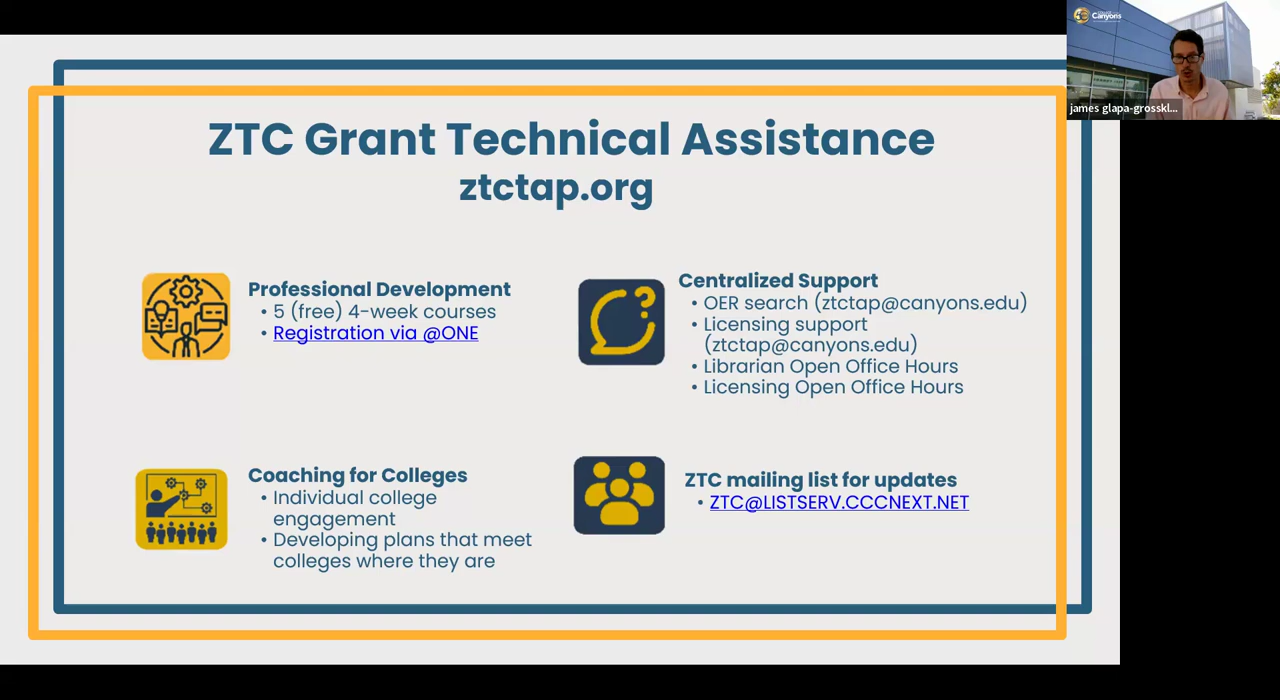 Canyons
james glapa-grosskl...
ZTC Grant Technical Assistance
ztctap.org
Professional Development
• 5 (free) 4-week courses
• Registration via @ONE
Centralized Support
• OER search (ztctap@canyons.edu)
• Licensing support
(ztctap@canyons.edu)
• Librarian Open Office Hours
• Licensing Open Office Hours
Coaching for Colleges
• Individual college
engagement
• Developing plans that meet
colleges where they are
ZTC mailing list for updates
• ZTC@LISTSERV.CCCNEXT.NET